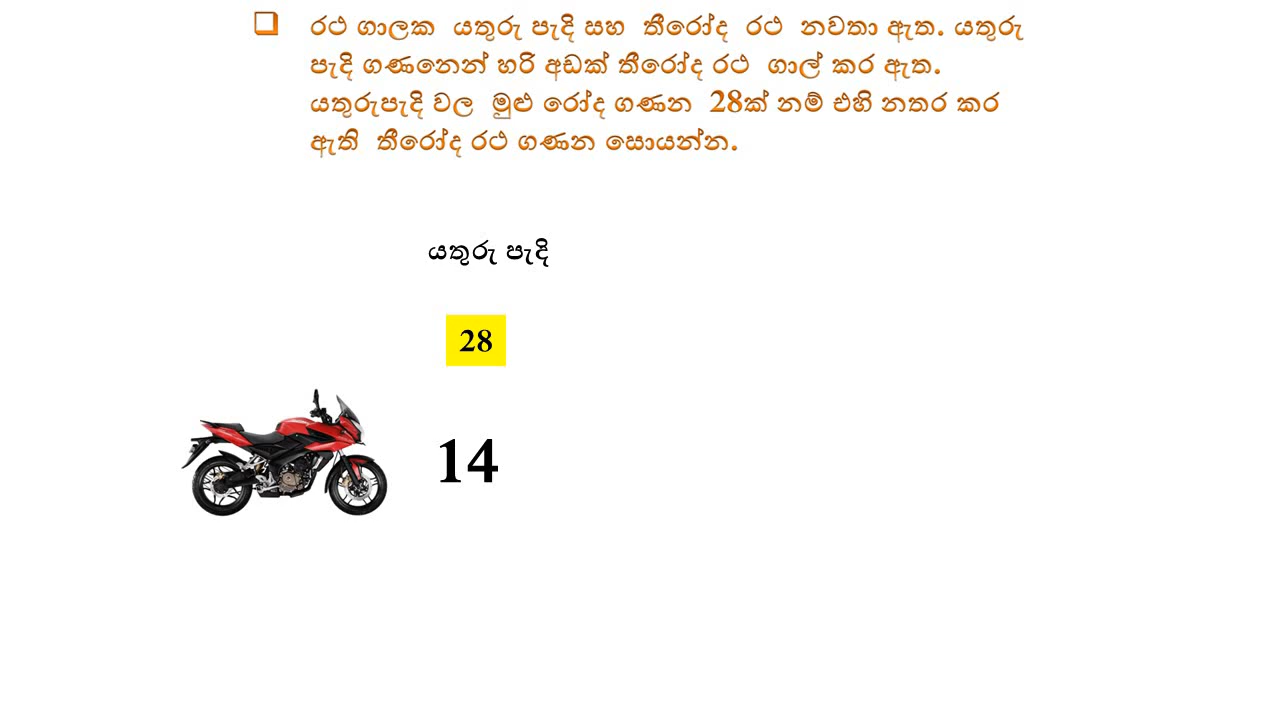 රථ ගාලක යතුරු පැදි සහ තීරෝද රථ නවතා ඇත. යතුරු
පැදි ගණනෙන් හරි අඩක් තීරෝද රථ ගාල් කර ඇත.
යතුරුපැදි වල මුළු රෝද ගණන 28ක් නම් එහි නතර කර
ඇති තීරෝද රථ ගණන සොයන්න.
යතුරු පැදි
28
14